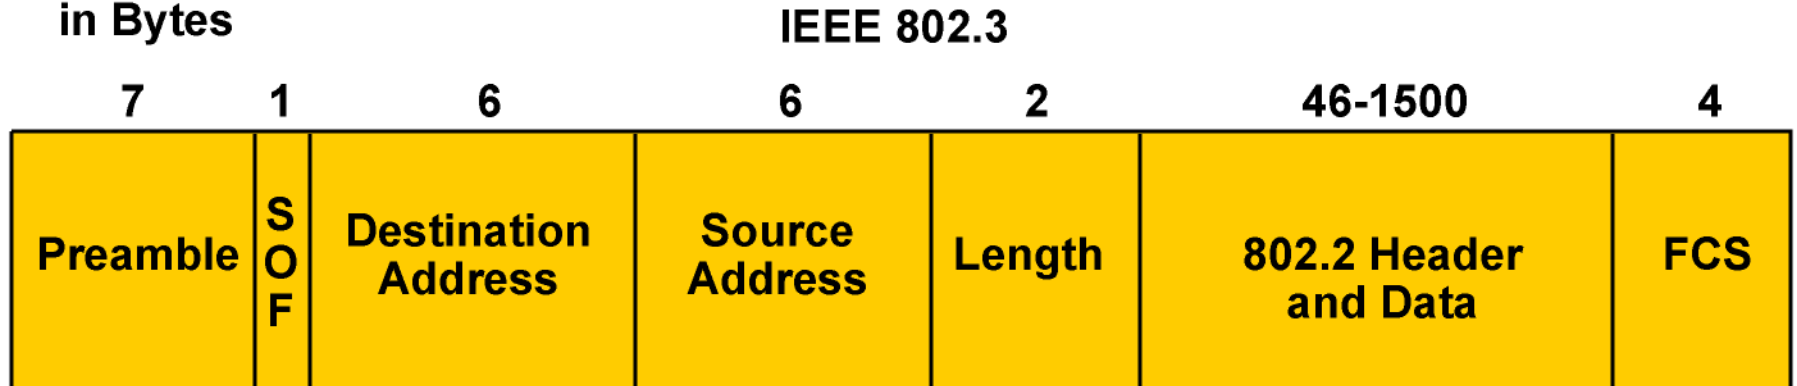 in Bytes
IEEE 802.3
7 1 6 6 2 46-1500 4
Preamble
S
O
F
Destination
Address
Source
Address
Length
802.2 Header
and Data
FCS